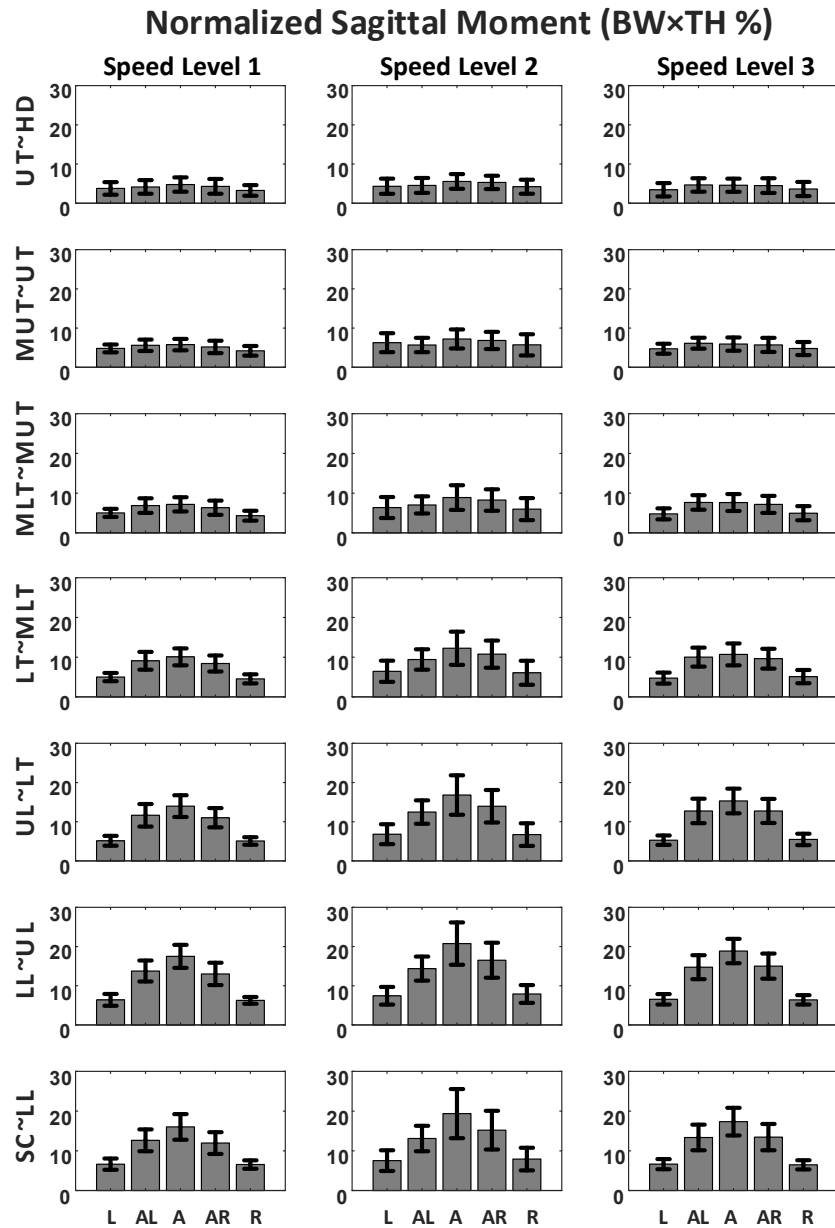 Normalized Sagittal Moment (BW×TH %)
Speed Level 1 Speed Level 2 Speed Level 3
UT~HD
30 30 30
20 20 20
10 10 10
0 0 0
MUT~UT
30 30 30
20 20 20
10 10 10
0 0 0
MLT~MUT
30 30 30
20 20 20
10 10 10
0 0 0
LT~MLT
30 30 30
20 20 20
10 10 10
0 0 0
UL~LT
30 30 30
20 20 20
10 10 10
0 0 0
LL~UL
30 30 30
20 20 20
10 10 10
0 0 0
SC~LL
30 30 30
20 20 20
10 10 10
0 0 0
L AL A AR R L AL A AR R L AL A AR R